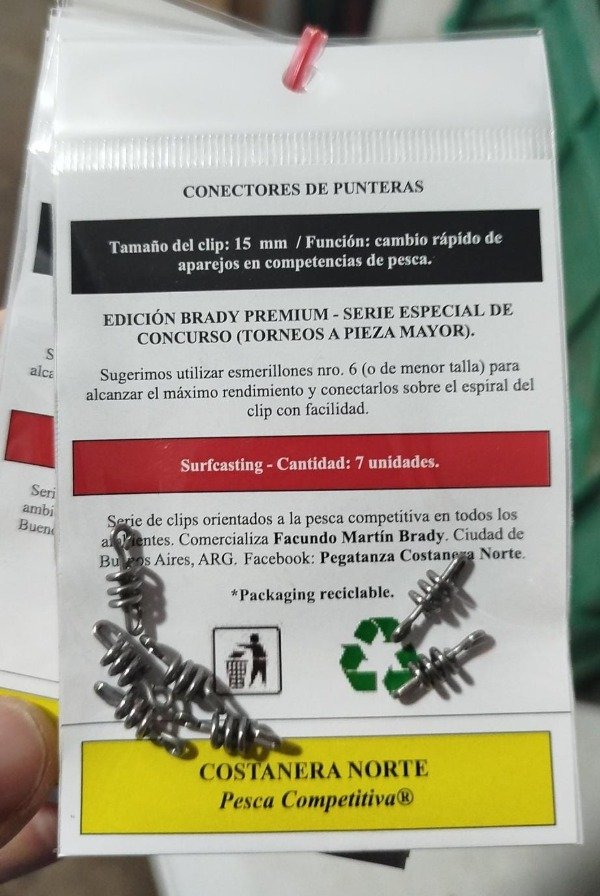 CONECTORES DE PUNTERAS
Tamaño del clip: 15 mm / Función: cambio rápido de
aparejos en competencias de pesca.
EDICIÓN BRADY PREMIUM - SERIE ESPECIAL DE
CONCURSO (TORNEOS A PIEZA MAYOR).
Sugerimos utilizar esmerillones nro. 6 (o de menor talla) para
alcanzar el máximo rendimiento y conectarlos sobre el espiral del
clip con facilidad.
Surfcasting - Cantidad: 7 unidades.
Serie de clips orientados a la pesca competitiva en todos los
ambientes. Comercializa Facundo Martín Brady. Ciudad de
Buenos Aires, ARG. Facebook: Pegatanza Costanera Norte.
*Packaging reciclable.
COSTANERA NORTE
Pesca Competitiva®